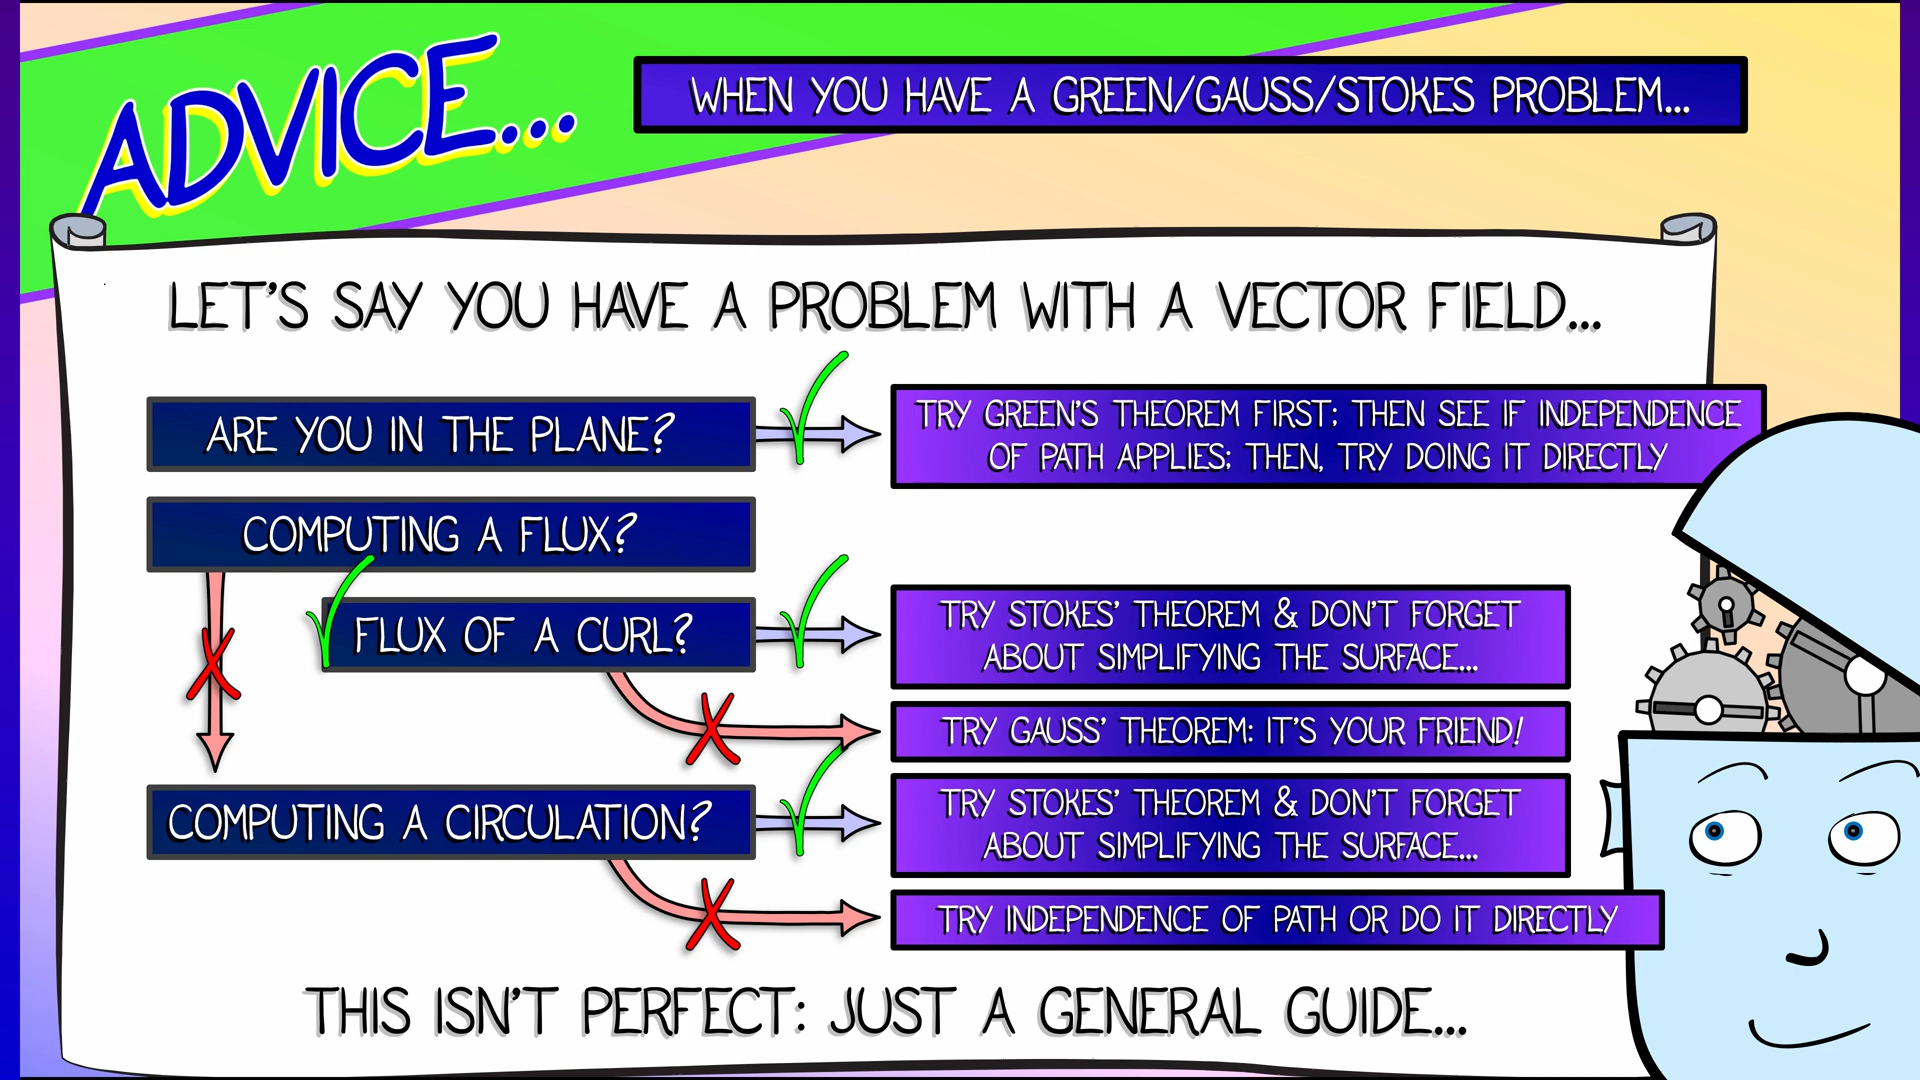 ADVICE...
WHEN YOU HAVE A GREEN/GAUSS/STOKES PROBLEM...
LET'S SAY YOU HAVE A PROBLEM WITH A VECTOR FIELD...
ARE YOU IN THE PLANE?
TRY GREEN'S THEOREM FIRST; THEN SEE IF INDEPENDENCE
OF PATH APPLIES; THEN, TRY DOING IT DIRECTLY
COMPUTING A FLUX?
FLUX OF A CURL?
TRY STOKES' THEOREM & DON'T FORGET
ABOUT SIMPLIFYING THE SURFACE...
TRY GAUSS' THEOREM: IT'S YOUR FRIEND!
COMPUTING A CIRCULATION?
TRY STOKES' THEOREM & DON'T FORGET
ABOUT SIMPLIFYING THE SURFACE...
TRY INDEPENDENCE OF PATH OR DO IT DIRECTLY
THIS ISN'T PERFECT: JUST A GENERAL GUIDE...